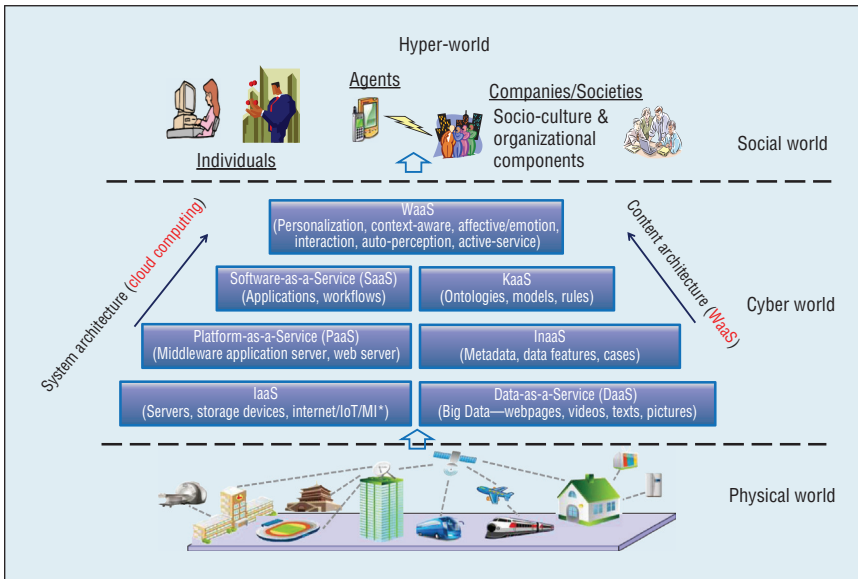 Hyper-world
Agents
Companies/Societies
Socio-culture &
organizational
components
Individuals
Social world
System architecture (cloud computing)
Content architecture (WaaS)
WaaS
(Personalization, context-aware, affective/emotion,
interaction, auto-perception, active-service)
Software-as-a-Service (SaaS)
(Applications, workflows)
KaaS
(Ontologies, models, rules)
Cyber world
Platform-as-a-Service (PaaS)
(Middleware application server, web server)
InaaS
(Metadata, data features, cases)
IaaS
(Servers, storage devices, internet/IoT/MI*)
Data-as-a-Service (DaaS)
(Big Data—webpages, videos, texts, pictures)
Physical world